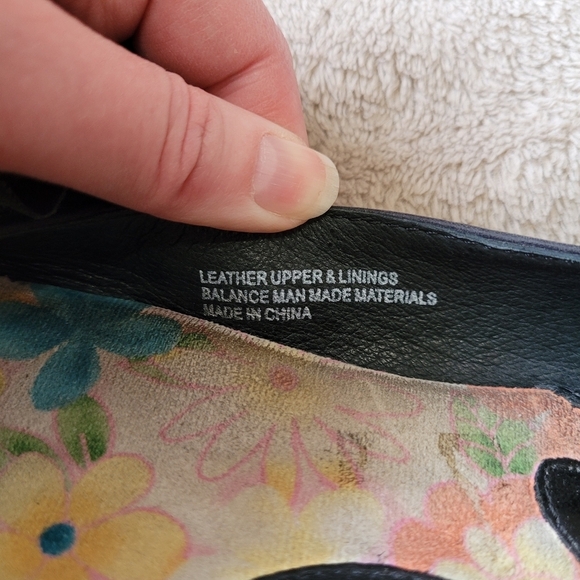 LEATHER UPPER & LININGS
BALANCE MAN MADE MATERIALS
MADE IN CHINA